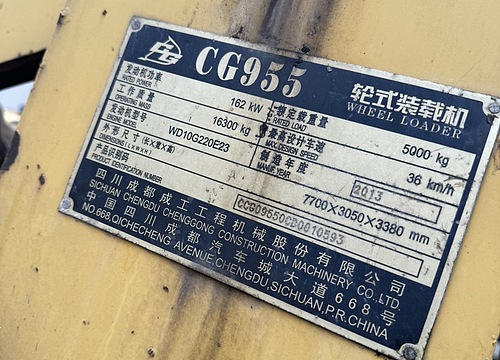 CG955 轮式装载机
WHEEL LOADER
发动机功率 162 kW 额定载重量 5000 kg
RATED POWER RATED LOAD
工作质量 16300 kg 最高设计车速 36 km/h
OPERATING MASS MAX. DESIGN SPEED
发动机型号 WD10G220E23 制造年度 2013
ENGINE MODEL MANUF. YEAR
外形尺寸(长×宽×高) 7700×3050×3380 mm
DIMENSIONS (L×W×H)
产品识别码
PRODUCT IDENTIFICATION NUMBER
四川成都成工工程机械股份有限公司
SICHUAN CHENGDU CHENGGONG CONSTRUCTION MACHINERY CO.,LTD.
中国四川成都汽车城大道668号
NO.668,QICHECHENG AVENUE,CHENGDU,SICHUAN,P.R.CHINA